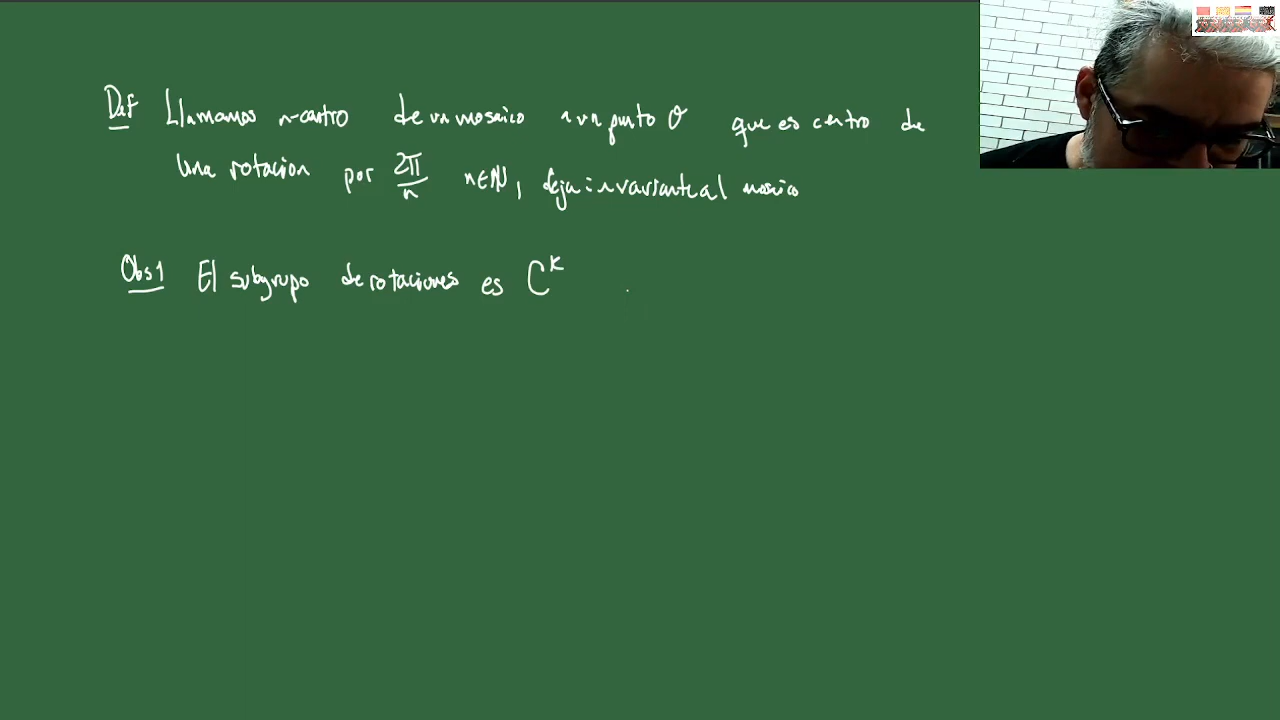 Def Llamamos n-centro de un mosaico a un punto O que es centro de
una rotacion por 2π/n n∈ℕ, deja invariante al mosaico
Obs1 El subgrupo de rotaciones es C^k